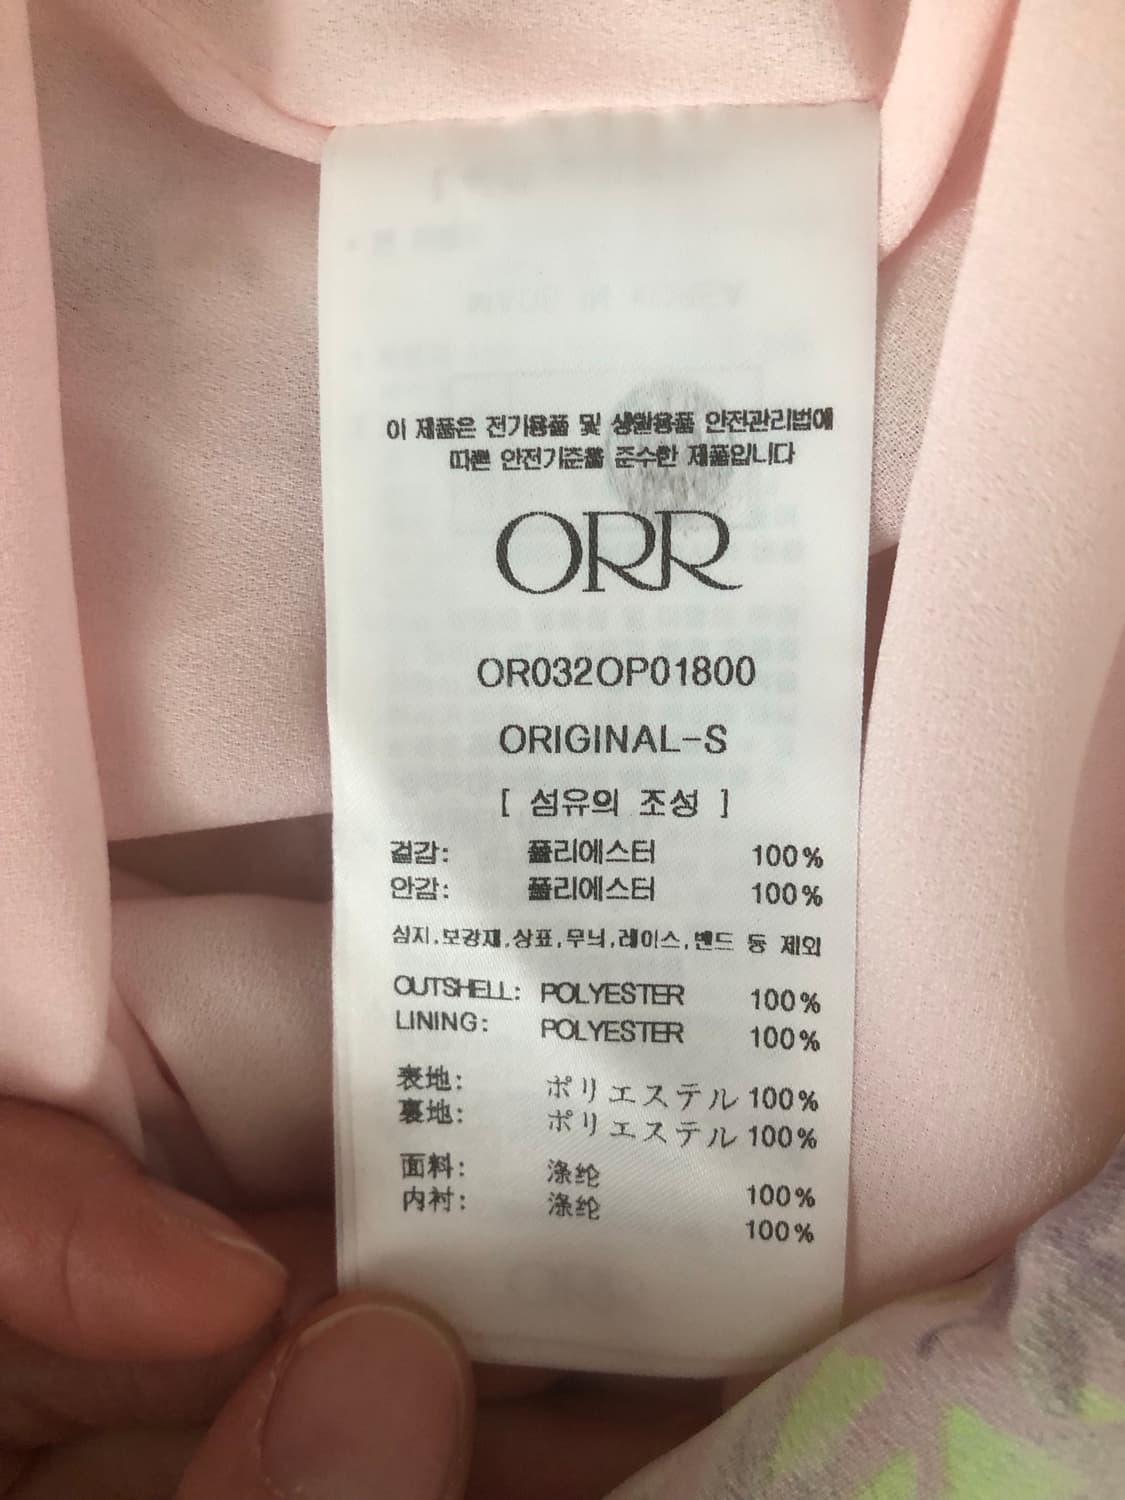 이 제품은 전기용품 및 생활용품 안전관리법에
따른 안전기준을 준수한 제품입니다
ORR
OR032OP01800
ORIGINAL-S
[ 섬유의 조성 ]
겉감: 폴리에스터 100%
안감: 폴리에스터 100%
심지,보강재,상표,무늬,레이스,밴드 등 제외
OUTSHELL: POLYESTER 100%
LINING: POLYESTER 100%
表地: ポリエステル 100%
裏地: ポリエステル 100%
面料: 涤纶 100%
内衬: 涤纶 100%